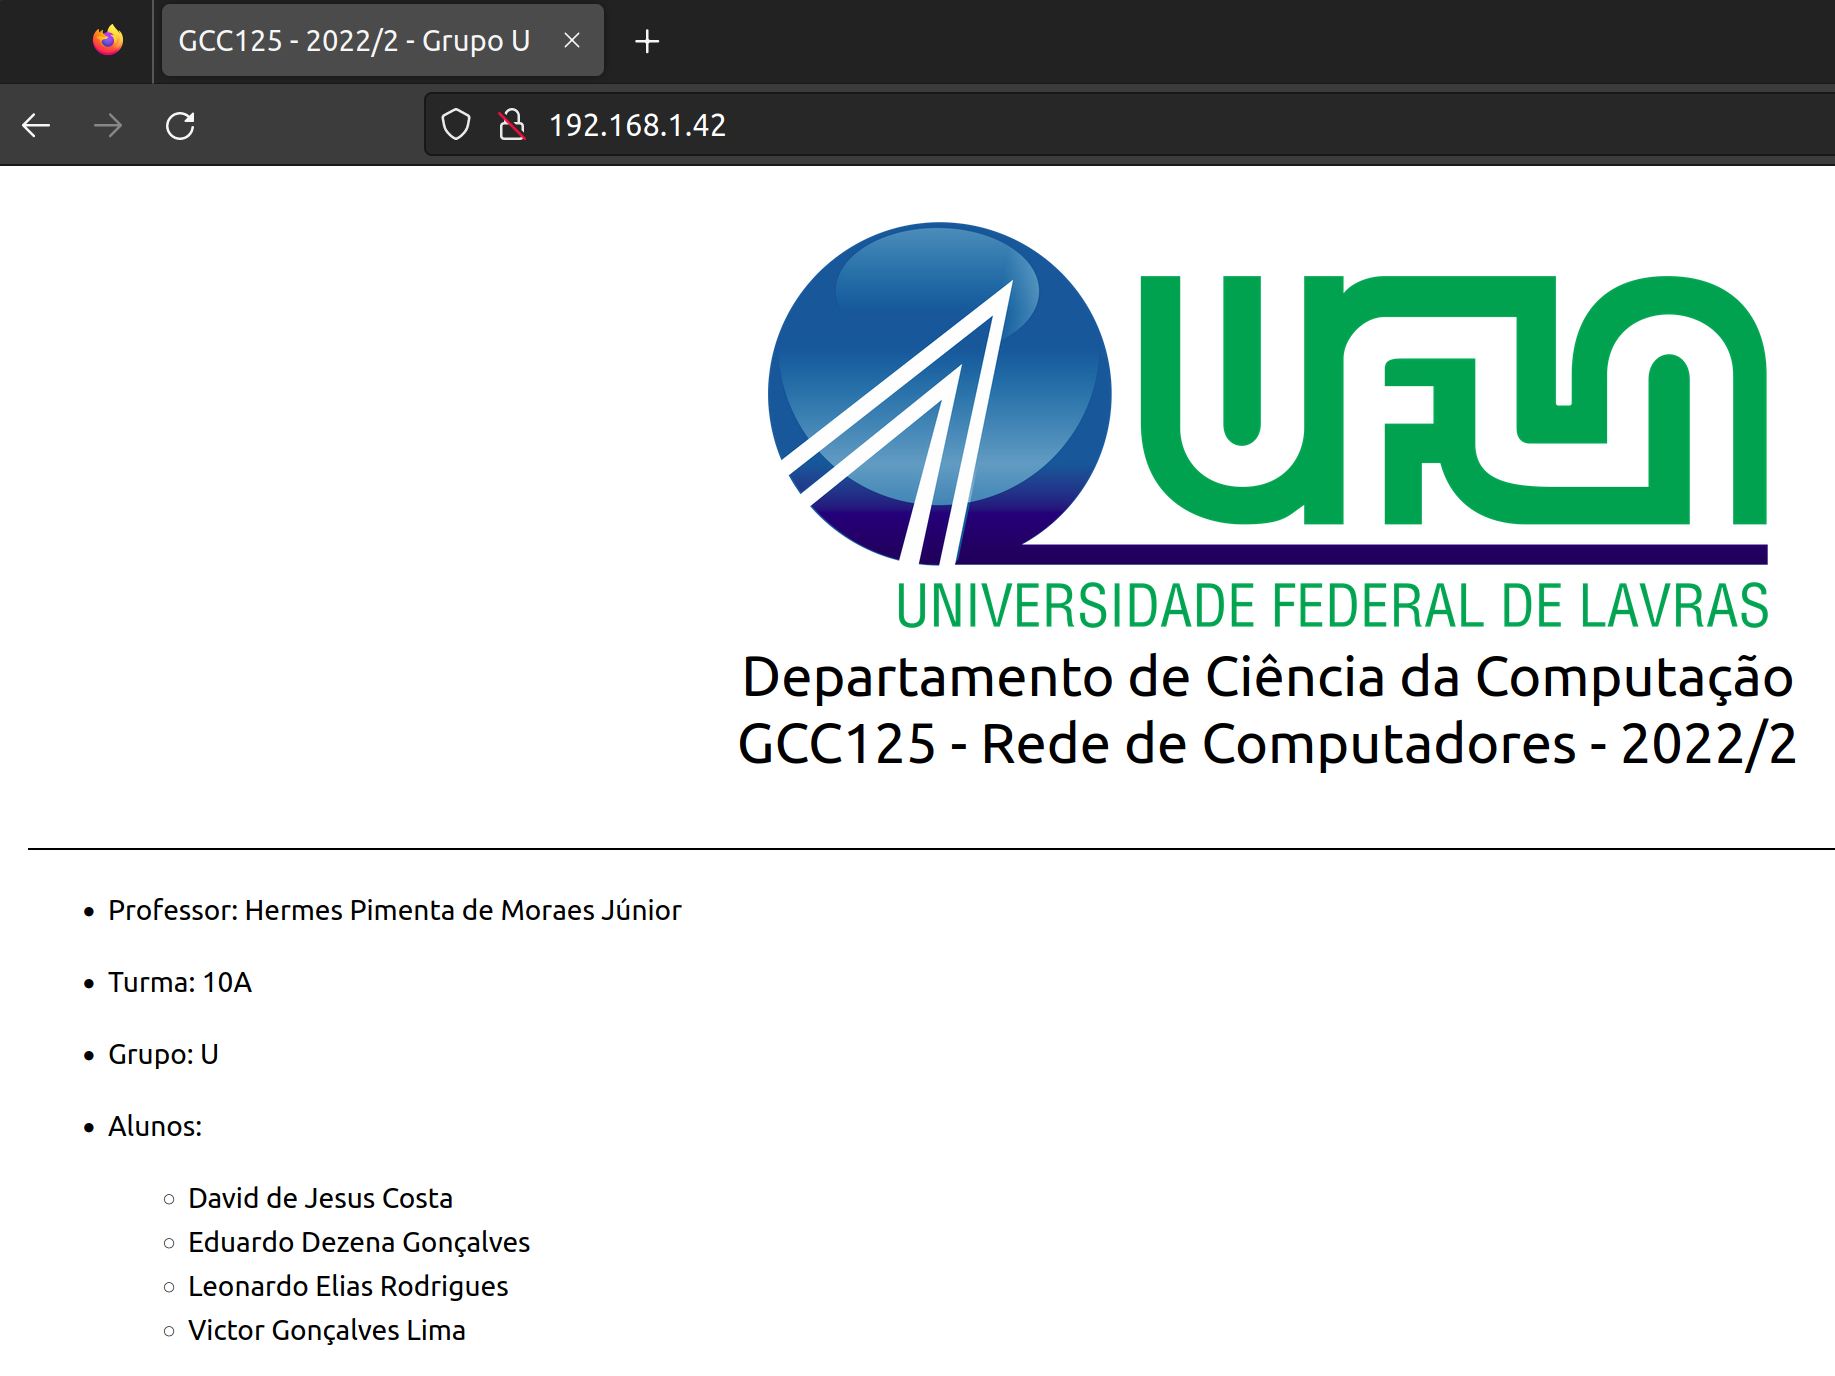 GCC125 - 2022/2 - Grupo U
192.168.1.42
UFLA
UNIVERSIDADE FEDERAL DE LAVRAS
Departamento de Ciência da Computação
GCC125 - Rede de Computadores - 2022/2
Professor: Hermes Pimenta de Moraes Júnior
Turma: 10A
Grupo: U
Alunos:
David de Jesus Costa
Eduardo Dezena Gonçalves
Leonardo Elias Rodrigues
Victor Gonçalves Lima